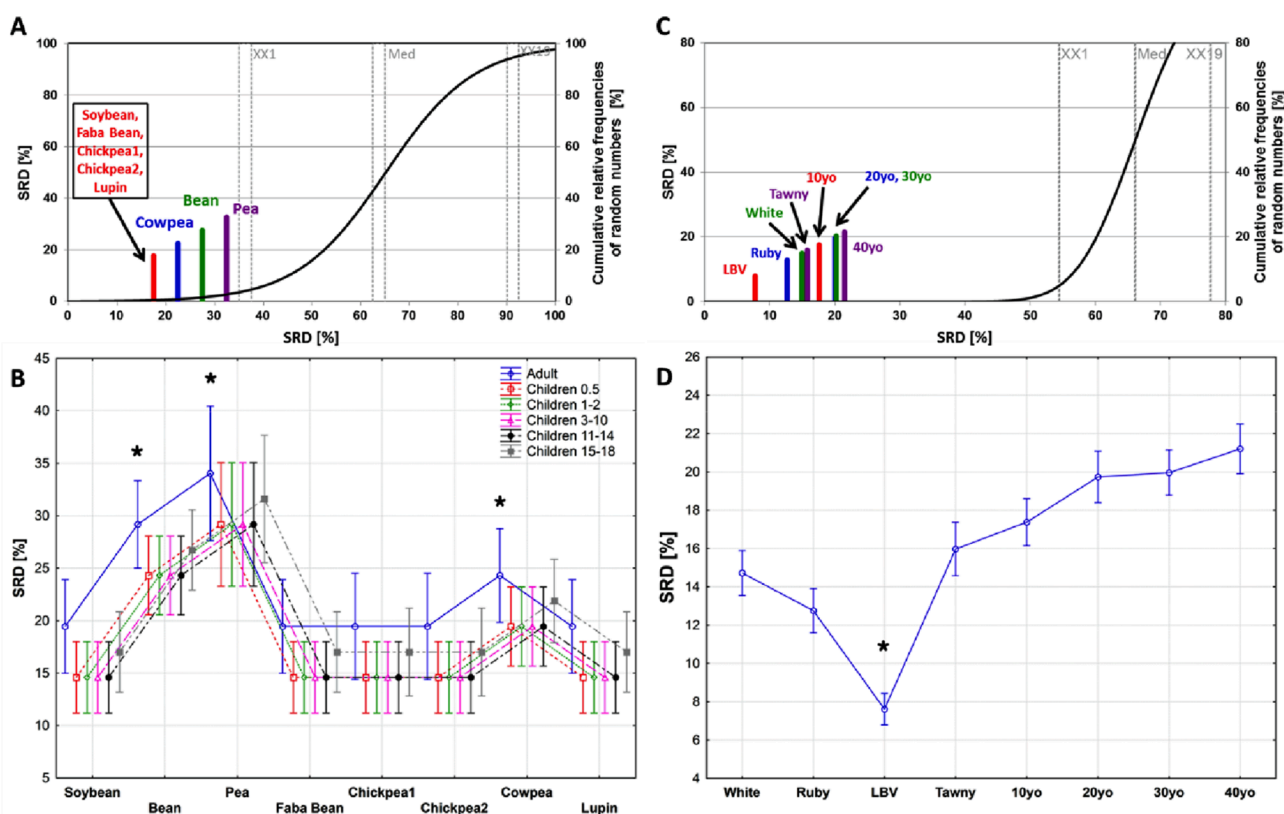 A
100
80
60
40
20
0
SRD [%]
XX1
Med
XX19
Soybean,
Faba Bean,
Chickpea1,
Chickpea2,
Lupin
Cowpea
Bean
Pea
100
80
60
40
20
0
Cumulative relative frequencies
of random numbers [%]
0 10 20 30 40 50 60 70 80 90 100
SRD [%]
C
80
60
40
20
0
SRD [%]
XX1
Med
XX19
LBV
Ruby
White
Tawny
10yo
20yo, 30yo
40yo
80
60
40
20
0
Cumulative relative frequencies
of random numbers [%]
0 10 20 30 40 50 60 70 80
SRD [%]
B
45
40
35
30
25
20
15
10
5
SRD [%]
*
*
*
Adult
Children 0.5
Children 1-2
Children 3-10
Children 11-14
Children 15-18
Soybean
Bean
Pea
Faba Bean
Chickpea1
Chickpea2
Cowpea
Lupin
D
26
24
22
20
18
16
14
12
10
8
6
4
SRD [%]
*
White Ruby LBV Tawny 10yo 20yo 30yo 40yo